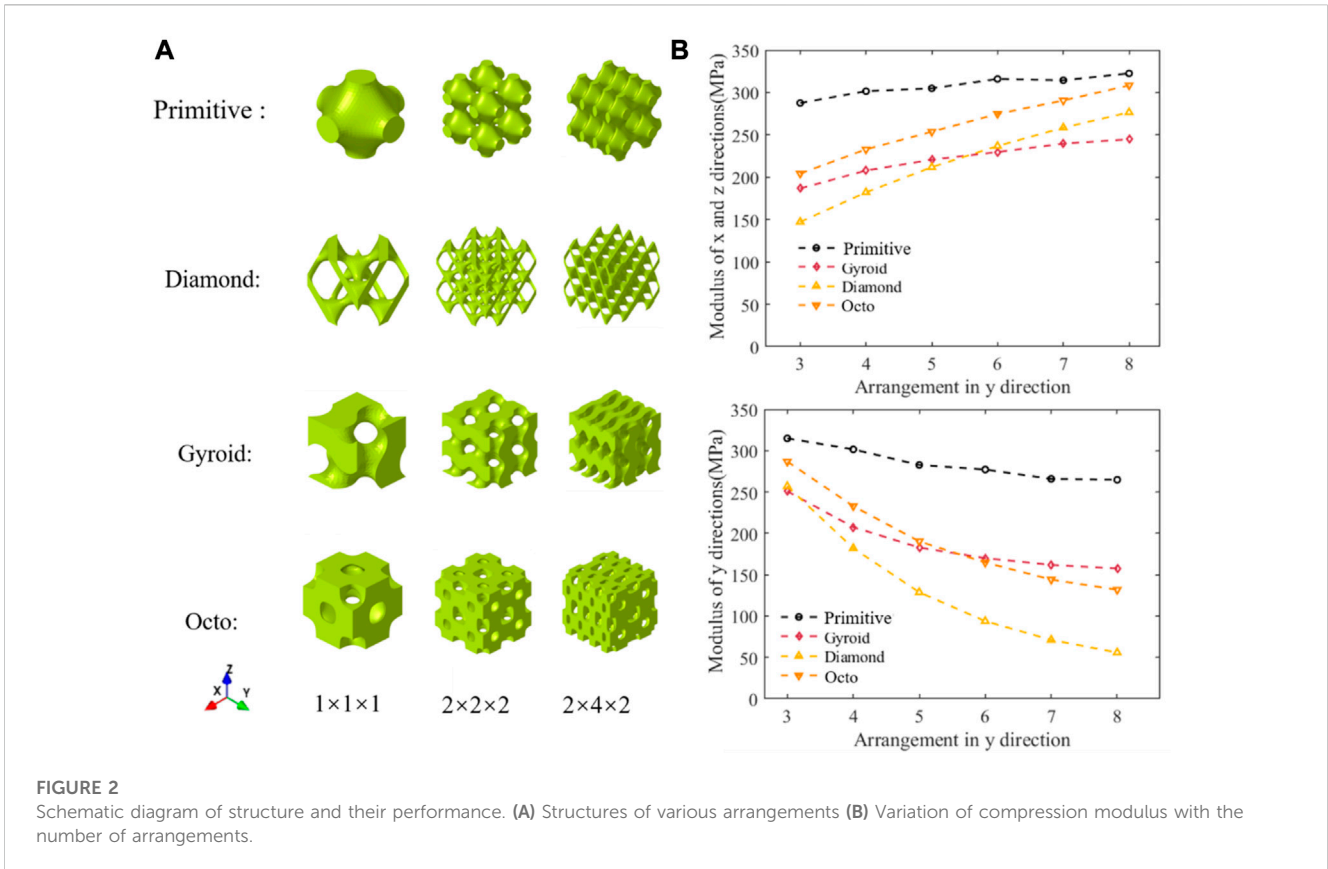 A
Primitive :
Diamond:
Gyroid:
Octo:
Z
X
Y
1×1×1
2×2×2
2×4×2
B
Modulus of x and z directions(MPa)
350
300
250
200
150
100
50
0
Primitive
Gyroid
Diamond
Octo
3 4 5 6 7 8
Arrangement in y direction
Modulus of y directions(MPa)
350
300
250
200
150
100
50
0
Primitive
Gyroid
Diamond
Octo
3 4 5 6 7 8
Arrangement in y direction
FIGURE 2
Schematic diagram of structure and their performance. (A) Structures of various arrangements (B) Variation of compression modulus with the
number of arrangements.